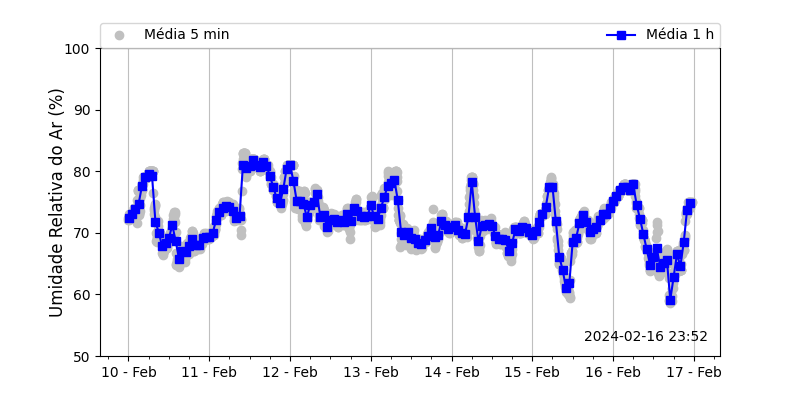 Média 5 min
Média 1 h
100
90
80
70
60
50
Umidade Relativa do Ar (%)
2024-02-16 23:52
10 - Feb
11 - Feb
12 - Feb
13 - Feb
14 - Feb
15 - Feb
16 - Feb
17 - Feb